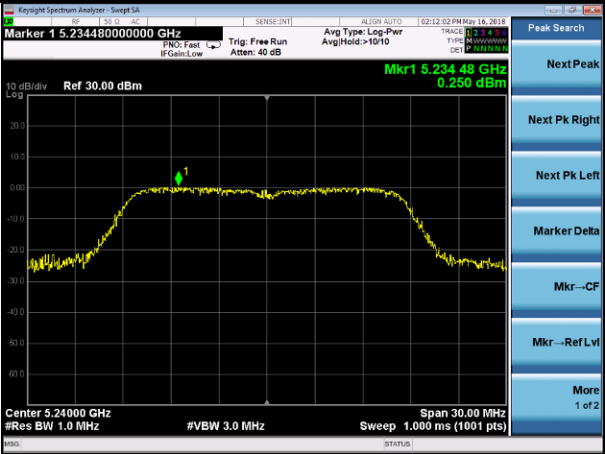 Keysight Spectrum Analyzer - Swept SA
RF 50 Ω AC SENSE:INT ALIGN AUTO 02:12:02 PM May 16, 2018
Marker 1 5.234480000000 GHz
PNO: Fast
IFGain:Low
Trig: Free Run
Atten: 40 dB
Avg Type: Log-Pwr
Avg|Hold:>10/10
TRACE 1 2 3 4 5 6
TYPE M W W W W W
DET P N N N N N
Peak Search
Mkr1 5.234 48 GHz
0.250 dBm
10 dB/div Ref 30.00 dBm
Log
20.0
10.0
0.00
-10.0
-20.0
-30.0
-40.0
-50.0
-60.0
1
Center 5.24000 GHz Span 30.00 MHz
#Res BW 1.0 MHz #VBW 3.0 MHz Sweep 1.000 ms (1001 pts)
MSG STATUS
Next Peak
Next Pk Right
Next Pk Left
Marker Delta
Mkr→CF
Mkr→Ref Lvl
More
1 of 2